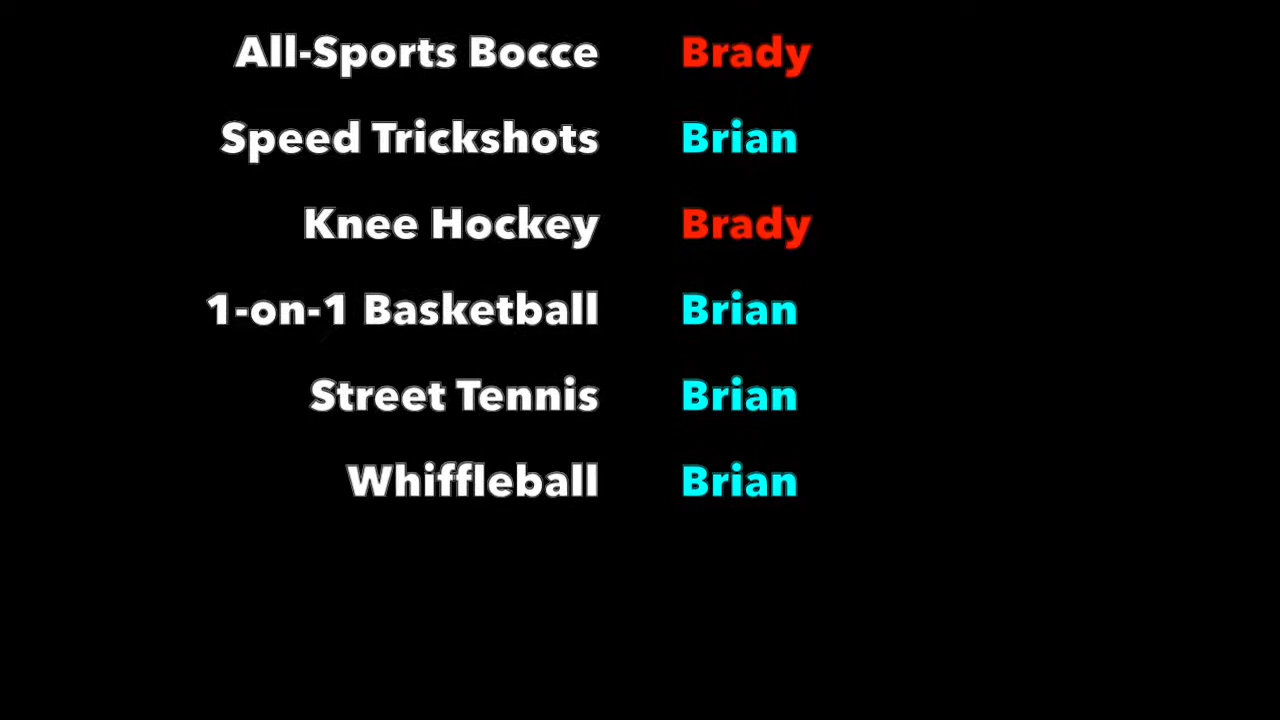 All-Sports Bocce Brady
Speed Trickshots Brian
Knee Hockey Brady
1-on-1 Basketball Brian
Street Tennis Brian
Whiffleball Brian